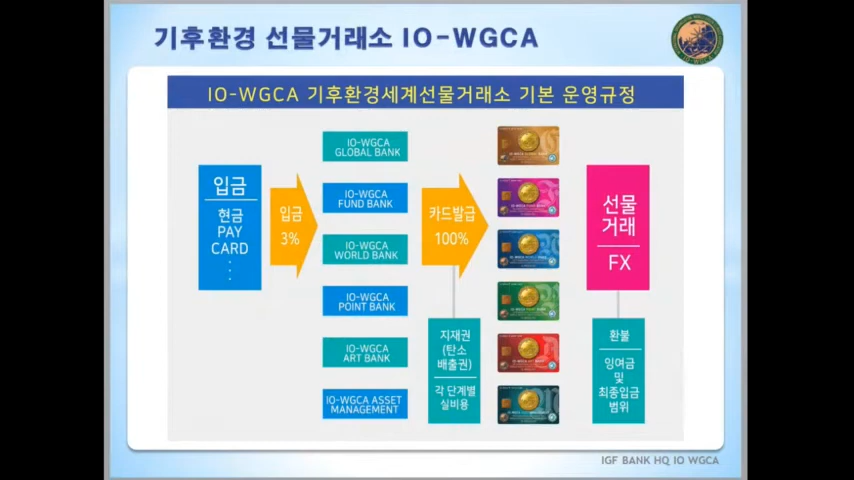 기후환경 선물거래소 IO-WGCA
IO-WGCA 기후환경세계선물거래소 기본 운영규정
입금
현금
PAY
CARD
입금
3%
IO-WGCA
GLOBAL BANK
IO-WGCA
FUND BANK
IO-WGCA
WORLD BANK
IO-WGCA
POINT BANK
IO-WGCA
ART BANK
IO-WGCA ASSET
MANAGEMENT
카드발급
100%
지재권
(탄소
배출권)
각 단계별
실비용
선물
거래
FX
환불
잉여금
및
최종입금
범위
IGF BANK HQ IO WGCA